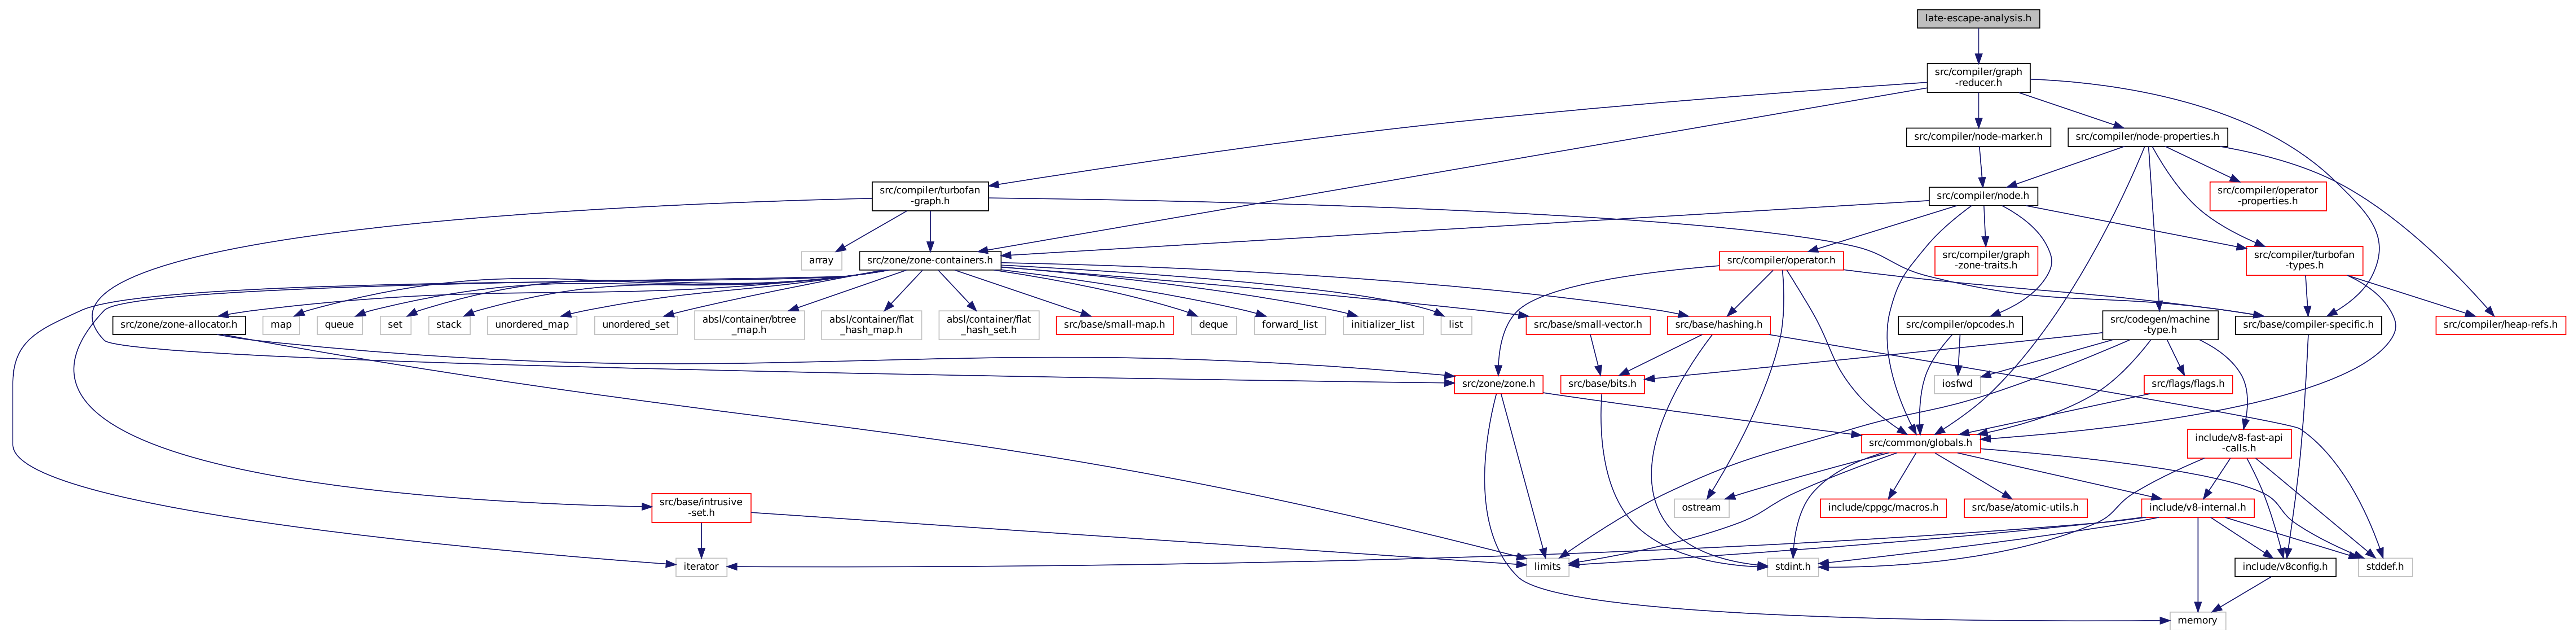 late-escape-analysis.h
src/compiler/graph
-reducer.h
src/compiler/node-marker.h
src/compiler/node-properties.h
src/compiler/turbofan
-graph.h
src/compiler/node.h
src/compiler/operator
-properties.h
array
src/zone/zone-containers.h
src/compiler/operator.h
src/compiler/graph
-zone-traits.h
src/compiler/turbofan
-types.h
src/zone/zone-allocator.h
map
queue
set
stack
unordered_map
unordered_set
absl/container/btree
_map.h
absl/container/flat
_hash_map.h
absl/container/flat
_hash_set.h
src/base/small-map.h
deque
forward_list
initializer_list
list
src/base/small-vector.h
src/base/hashing.h
src/compiler/opcodes.h
src/codegen/machine
-type.h
src/base/compiler-specific.h
src/compiler/heap-refs.h
src/zone/zone.h
src/base/bits.h
iosfwd
src/flags/flags.h
src/common/globals.h
include/v8-fast-api
-calls.h
src/base/intrusive
-set.h
ostream
include/cppgc/macros.h
src/base/atomic-utils.h
include/v8-internal.h
iterator
limits
stdint.h
include/v8config.h
stddef.h
memory